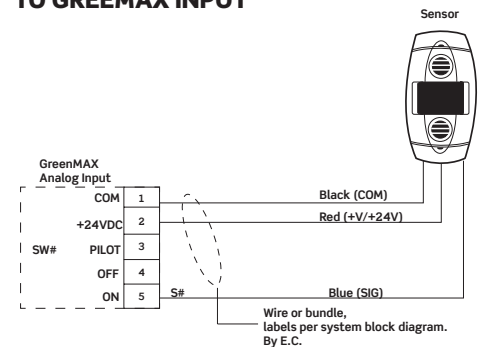 TO GREEMAX INPUT
Sensor
GreenMAX
Analog Input
COM 1 Black (COM)
+24VDC 2 Red (+V/+24V)
SW# PILOT 3
OFF 4
ON 5 S# Blue (SIG)
Wire or bundle,
labels per system block diagram.
By E.C.